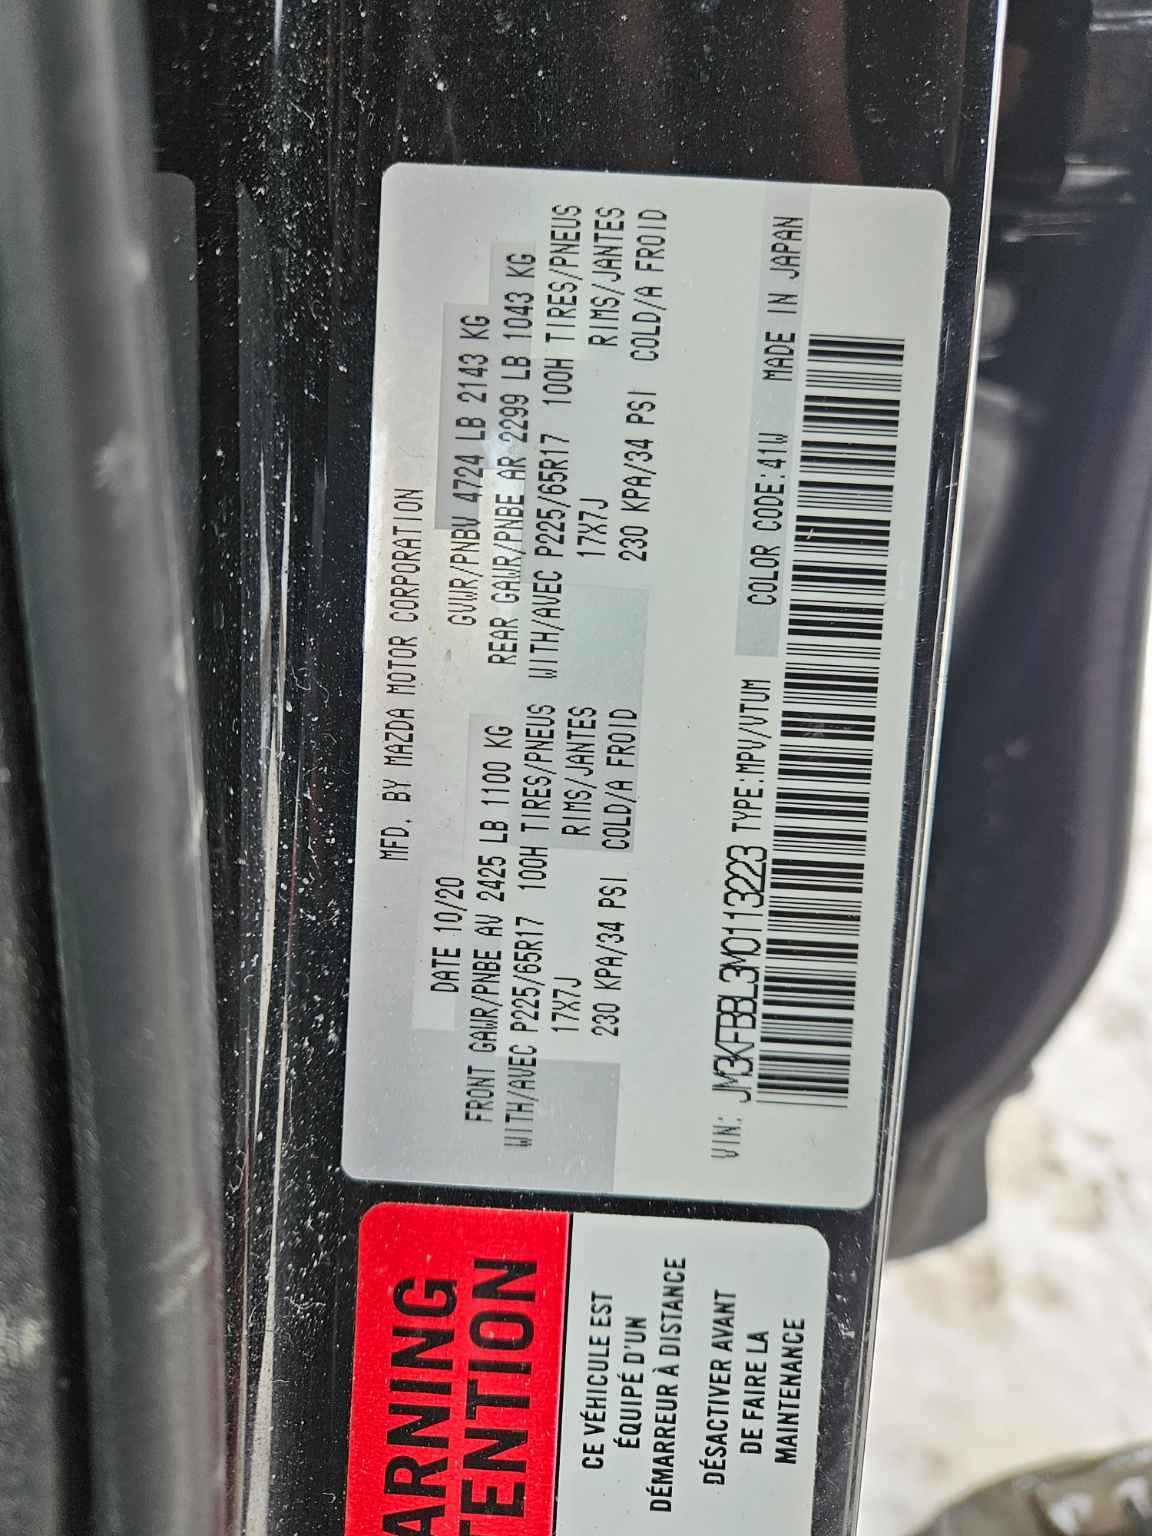 MFD. BY MAZDA MOTOR CORPORATION
DATE 10/20 GVWR/PNBV 4724 LB 2143 KG
FRONT GAWR/PNBE AV 2425 LB 1100 KG REAR GAWR/PNBE AR 2299 LB 1043 KG
WITH/AVEC P225/65R17 100H TIRES/PNEUS WITH/AVEC P225/65R17 100H TIRES/PNEUS
17X7J RIMS/JANTES 17X7J RIMS/JANTES
230 KPA/34 PSI COLD/A FROID 230 KPA/34 PSI COLD/A FROID
VIN: JM3KFBBL3M0113223 TYPE:MPV/VTUM COLOR CODE:41W MADE IN JAPAN
ARNING
TENTION
CE VÉHICULE EST
ÉQUIPÉ D'UN
DÉMARREUR À DISTANCE
DÉSACTIVER AVANT
DE FAIRE LA
MAINTENANCE